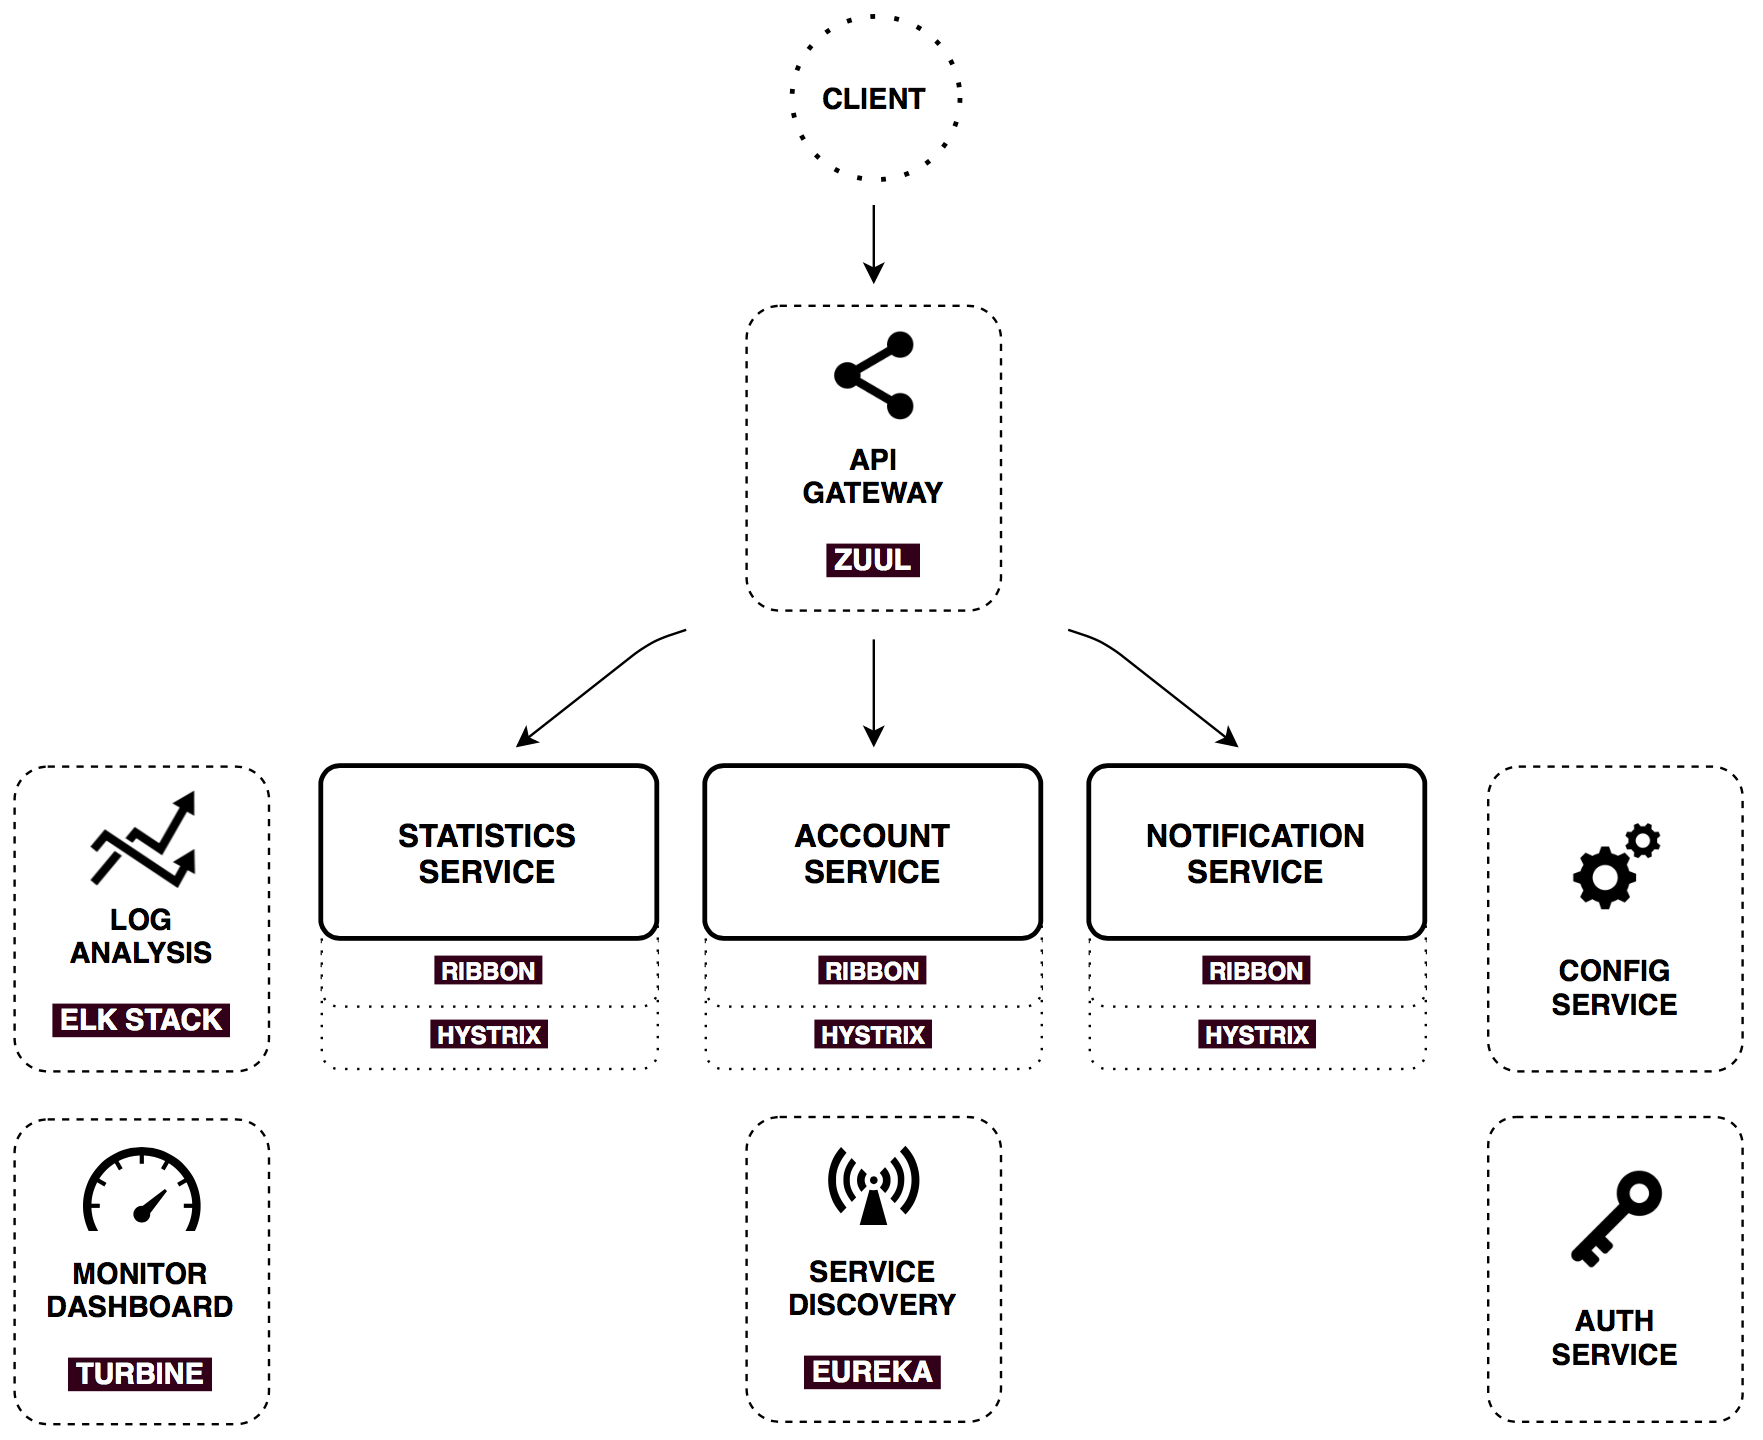 CLIENT
API
GATEWAY
ZUUL
LOG
ANALYSIS
ELK STACK
STATISTICS
SERVICE
RIBBON
HYSTRIX
ACCOUNT
SERVICE
RIBBON
HYSTRIX
NOTIFICATION
SERVICE
RIBBON
HYSTRIX
CONFIG
SERVICE
MONITOR
DASHBOARD
TURBINE
SERVICE
DISCOVERY
EUREKA
AUTH
SERVICE